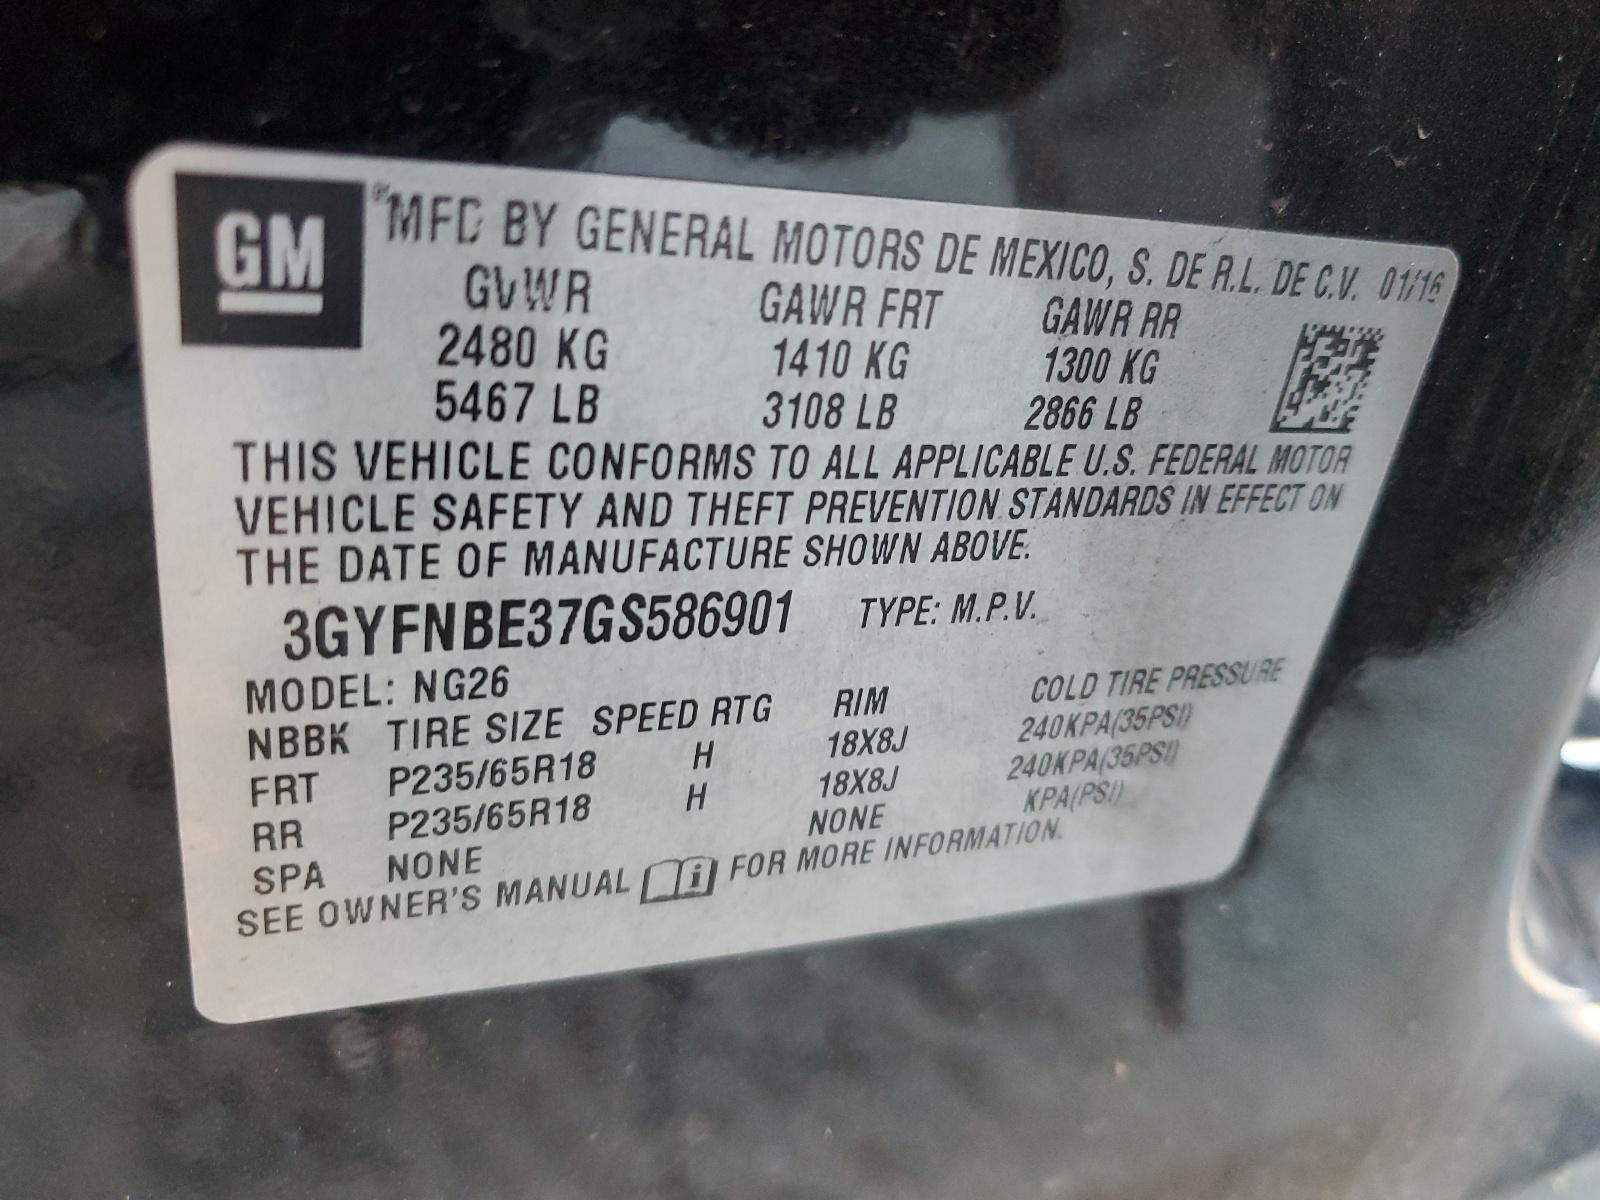 GM
MFD BY GENERAL MOTORS DE MEXICO, S. DE R.L. DE C.V. 01/16
GVWR GAWR FRT GAWR RR
2480 KG 1410 KG 1300 KG
5467 LB 3108 LB 2866 LB
THIS VEHICLE CONFORMS TO ALL APPLICABLE U.S. FEDERAL MOTOR
VEHICLE SAFETY AND THEFT PREVENTION STANDARDS IN EFFECT ON
THE DATE OF MANUFACTURE SHOWN ABOVE.
3GYFNBE37GS586901 TYPE: M.P.V.
MODEL: NG26
NBBK TIRE SIZE SPEED RTG RIM COLD TIRE PRESSURE
FRT P235/65R18 H 18X8J 240KPA(35PSI)
RR P235/65R18 H 18X8J 240KPA(35PSI)
SPA NONE NONE KPA(PSI)
SEE OWNER'S MANUAL i FOR MORE INFORMATION.